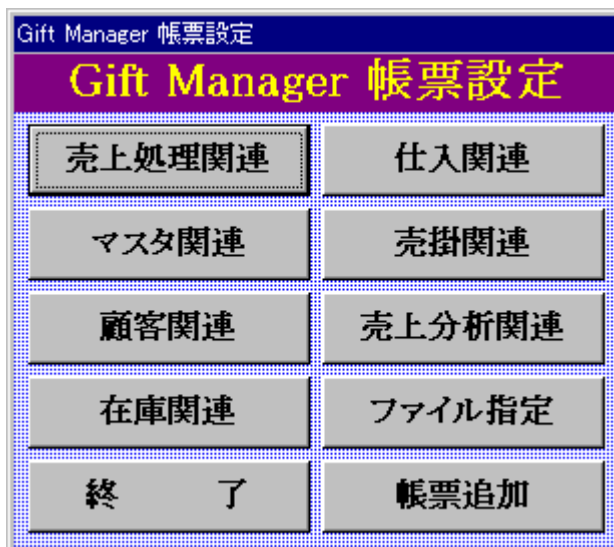 Gift Manager 帳票設定
Gift Manager 帳票設定
売上処理関連 仕入関連
マスタ関連 売掛関連
顧客関連 売上分析関連
在庫関連 ファイル指定
終　　了 帳票追加